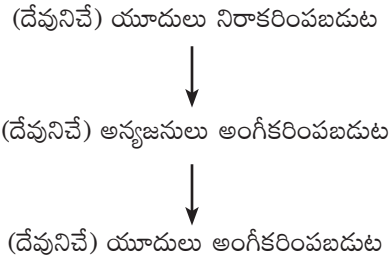 (దేవునిచే) యూదులు నిరాకరింపబడుట
(దేవునిచే) అన్యజనులు అంగీకరింపబడుట
(దేవునిచే) యూదులు అంగీకరింపబడుట